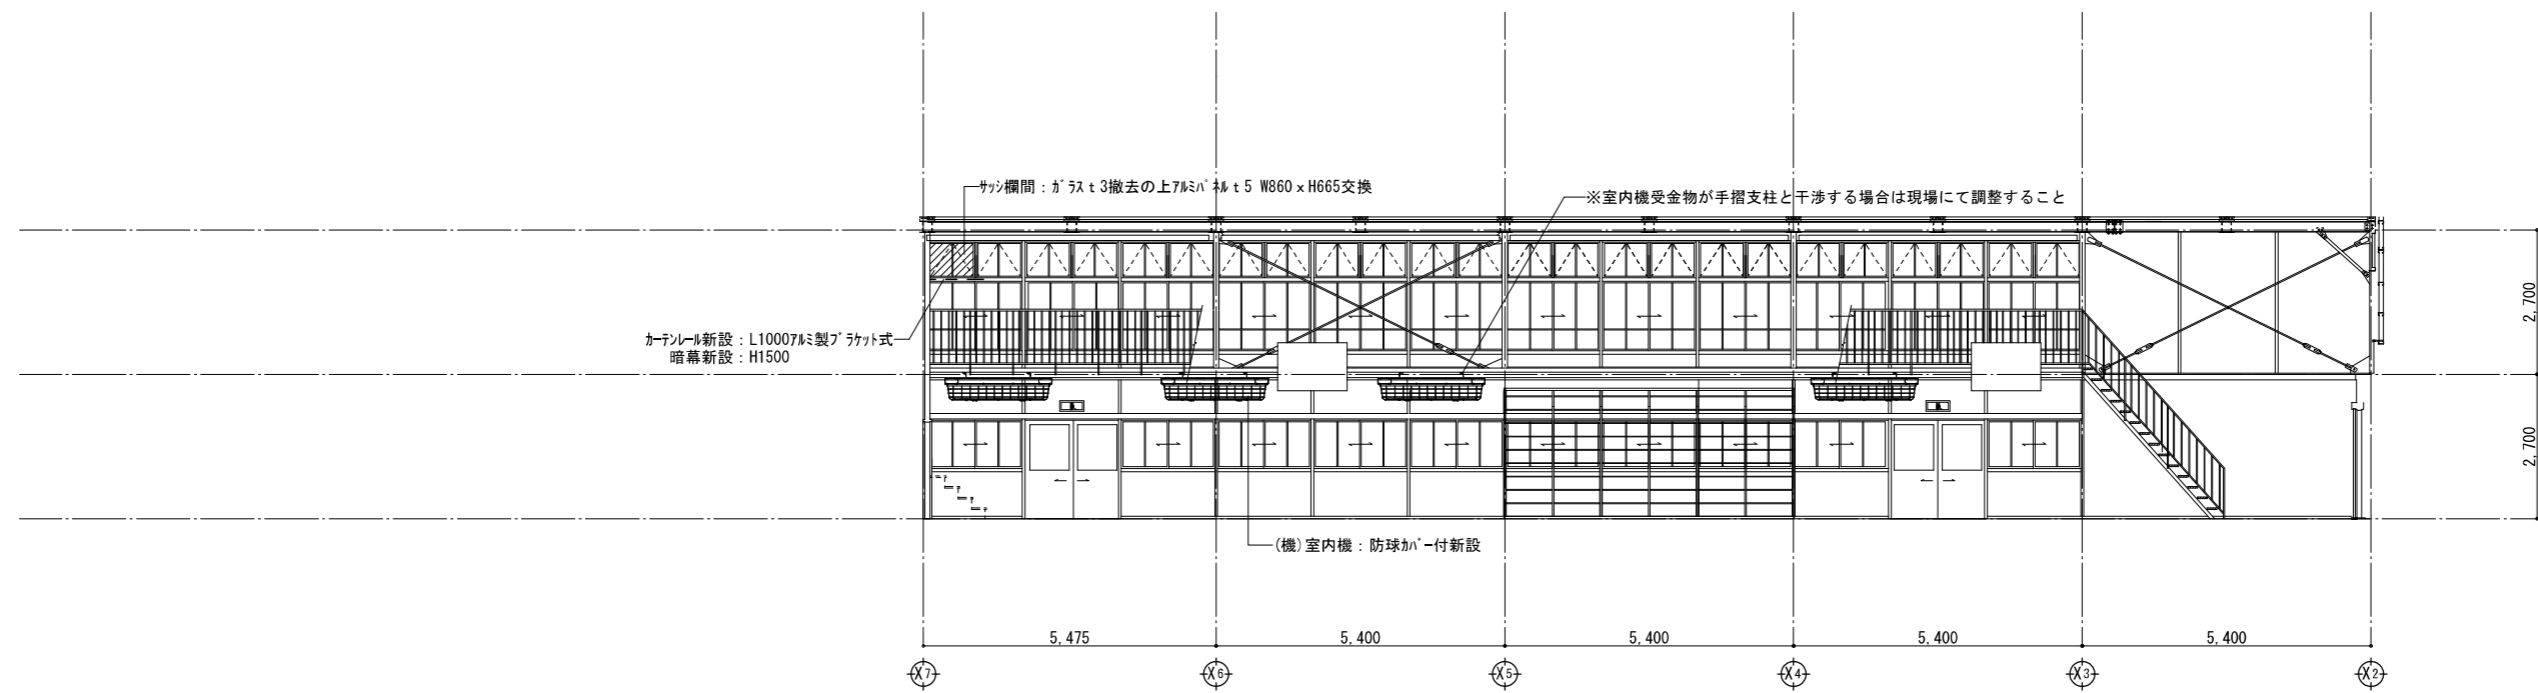 サッシ欄間：ガラスｔ3撤去の上アルミパネルｔ5 W860ｘH665交換
※室内機受金物が手摺支柱と干渉する場合は現場にて調整すること
カーテンレール新設：L1000アルミ製ブラケット式
暗幕新設：H1500
2,700
2,700
(機)室内機：防球カバー付新設
5,475
5,400
5,400
5,400
5,400
X7
X6
X5
X4
X3
X2